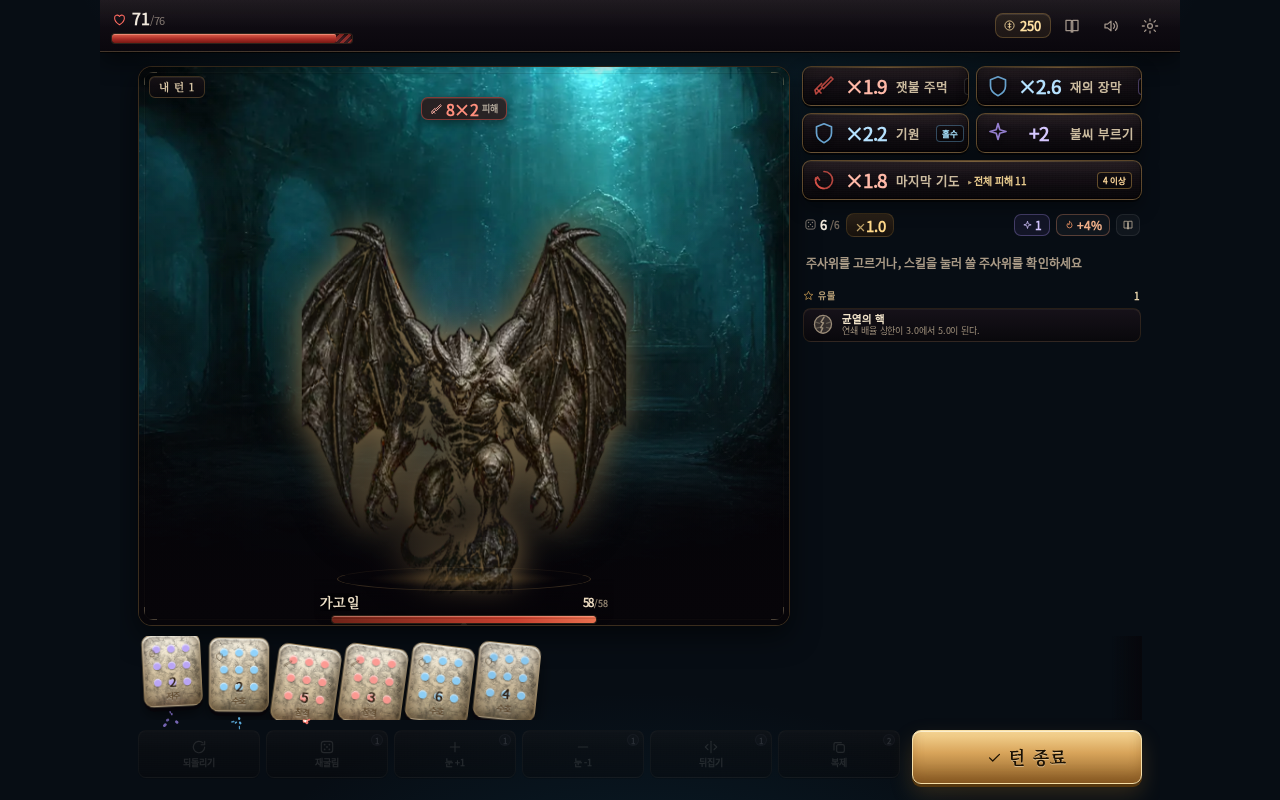 71/76
250
내 턴 1
8×2 피해
×1.9 잿불 주먹
×2.6 재의 장막
×2.2 기원 흡수
+2 불씨 부르기
×1.8 마지막 기도 ▸전체 피해 11 4 이상
6/6 ×1.0 1 +4%
주사위를 고르거나, 스킬을 눌러 쓸 주사위를 확인하세요
유물 1
균열의 핵
연쇄 배율 상한이 3.0에서 5.0이 된다.
가고일 58/58
2 2 5 3 6 4
되돌리기
재굴림 1
눈 +1 1
눈 -1 1
뒤집기 1
복제 2
턴 종료